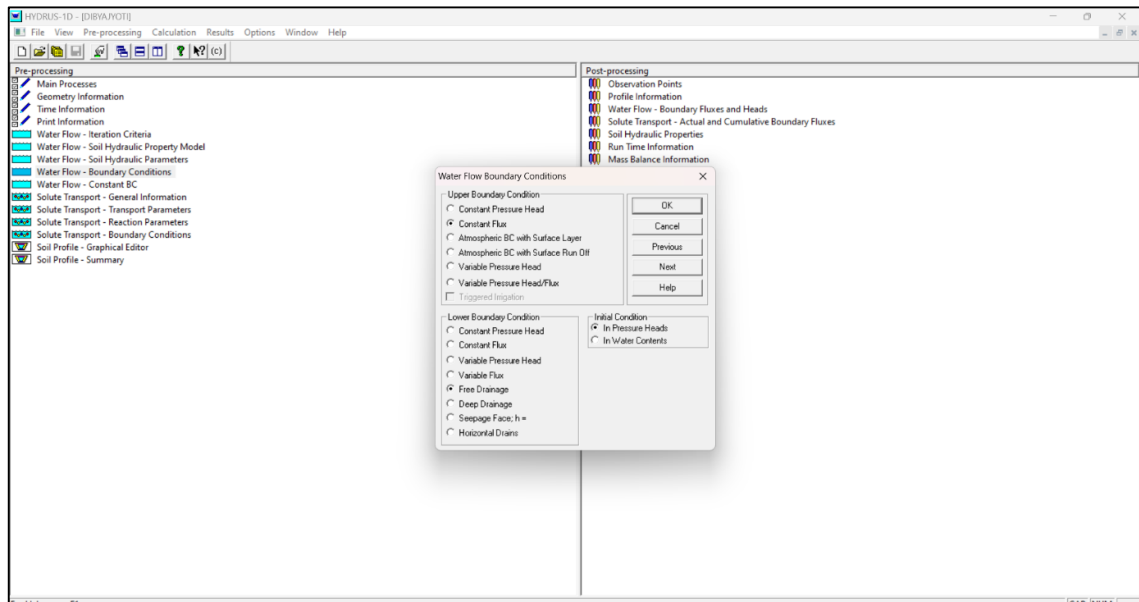 HYDRUS-1D - [DIBYAJYOTI]
File View Pre-processing Calculation Results Options Window Help
(c)
Pre-processing
Main Processes
Geometry Information
Time Information
Print Information
Water Flow - Iteration Criteria
Water Flow - Soil Hydraulic Property Model
Water Flow - Soil Hydraulic Parameters
Water Flow - Boundary Conditions
Water Flow - Constant BC
Solute Transport - General Information
Solute Transport - Transport Parameters
Solute Transport - Reaction Parameters
Solute Transport - Boundary Conditions
Soil Profile - Graphical Editor
Soil Profile - Summary
Post-processing
Observation Points
Profile Information
Water Flow - Boundary Fluxes and Heads
Solute Transport - Actual and Cumulative Boundary Fluxes
Soil Hydraulic Properties
Run Time Information
Mass Balance Information
Water Flow Boundary Conditions
Upper Boundary Condition
Constant Pressure Head
Constant Flux
Atmospheric BC with Surface Layer
Atmospheric BC with Surface Run Off
Variable Pressure Head
Variable Pressure Head/Flux
Triggered Irrigation
OK
Cancel
Previous
Next
Help
Lower Boundary Condition
Constant Pressure Head
Constant Flux
Variable Pressure Head
Variable Flux
Free Drainage
Deep Drainage
Seepage Face; h =
Horizontal Drains
Initial Condition
In Pressure Heads
In Water Contents